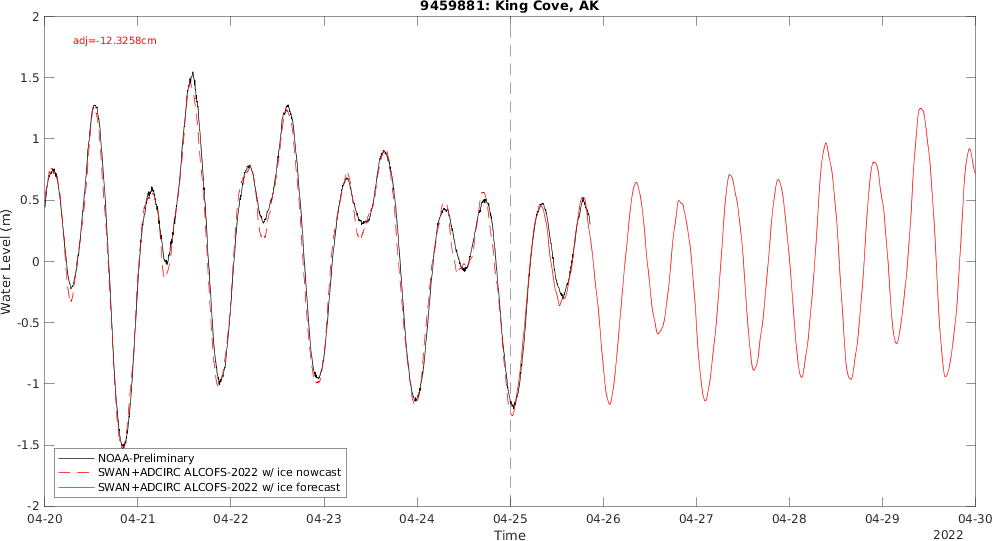 9459881: King Cove, AK
adj=-12.3258cm
Water Level (m)
2
1.5
1
0.5
0
-0.5
-1
-1.5
-2
NOAA-Preliminary
SWAN+ADCIRC ALCOFS-2022 w/ ice nowcast
SWAN+ADCIRC ALCOFS-2022 w/ ice forecast
04-20 04-21 04-22 04-23 04-24 04-25 04-26 04-27 04-28 04-29 04-30
Time
2022